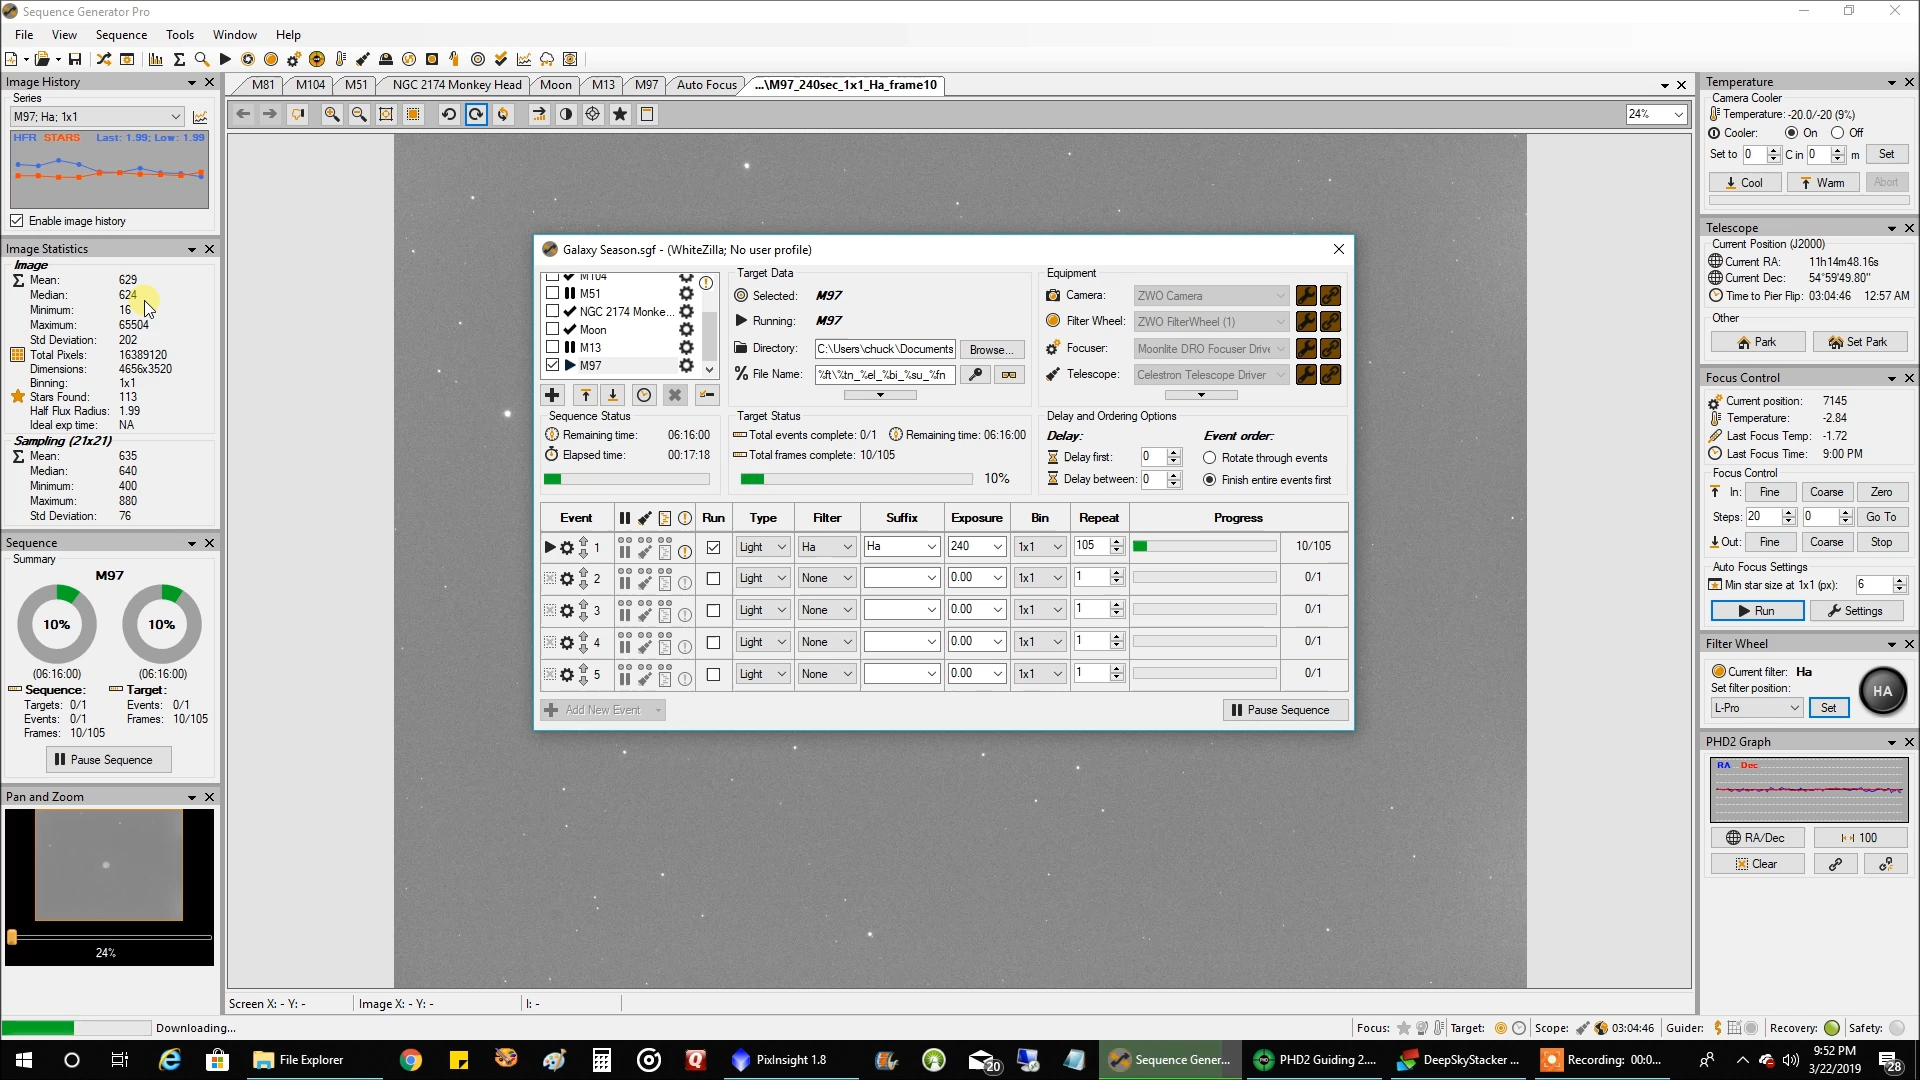 Sequence Generator Pro
File View Sequence Tools Window Help
Image History
Series
M97; Ha; 1x1
HFR STARS Last: 1.99; Low: 1.99
Enable image history
Image Statistics
Image
Mean: 629
Median: 624
Minimum: 16
Maximum: 65504
Std Deviation: 202
Total Pixels: 16389120
Dimensions: 4656x3520
Binning: 1x1
Stars Found: 113
Half Flux Radius: 1.99
Ideal exp time: NA
Sampling (21x21)
Mean: 635
Median: 640
Minimum: 400
Maximum: 880
Std Deviation: 76
Sequence
Summary
M97
10% 10%
(06:16:00) (06:16:00)
Sequence: Target:
Targets: 0/1 Events: 0/1
Events: 0/1 Frames: 10/105
Frames: 10/105
Pause Sequence
Pan and Zoom
24%
M81 M104 M51 NGC 2174 Monkey Head Moon M13 M97 Auto Focus ...\M97_240sec_1x1_Ha_frame10
24%
Galaxy Season.sgf - (WhiteZilla; No user profile)
M104
M51
NGC 2174 Monke...
Moon
M13
M97
Target Data
Selected: M97
Running: M97
Directory: C:\Users\chuck\Documents Browse...
File Name: %ft\%tn_%el_%bi_%su_%fn
Equipment
Camera: ZWO Camera
Filter Wheel: ZWO FilterWheel (1)
Focuser: Moonlite DRO Focuser Drive
Telescope: Celestron Telescope Driver
Sequence Status
Remaining time: 06:16:00
Elapsed time: 00:17:18
Target Status
Total events complete: 0/1 Remaining time: 06:16:00
Total frames complete: 10/105
10%
Delay and Ordering Options
Delay: Event order:
Delay first: 0 Rotate through events
Delay between: 0 Finish entire events first
Event Run Type Filter Suffix Exposure Bin Repeat Progress
1 Light Ha Ha 240 1x1 105 10/105
2 Light None 0.00 1x1 1 0/1
3 Light None 0.00 1x1 1 0/1
4 Light None 0.00 1x1 1 0/1
5 Light None 0.00 1x1 1 0/1
Add New Event Pause Sequence
Temperature
Camera Cooler
Temperature: -20.0/-20 (9%)
Cooler: On Off
Set to 0 C in 0 m Set
Cool Warm Abort
Telescope
Current Position (J2000)
Current RA: 11h14m48.16s
Current Dec: 54°59'49.80"
Time to Pier Flip: 03:04:46 12:57 AM
Other
Park Set Park
Focus Control
Current position: 7145
Temperature: -2.84
Last Focus Temp: -1.72
Last Focus Time: 9:00 PM
Focus Control
In: Fine Coarse Zero
Steps: 20 0 Go To
Out: Fine Coarse Stop
Auto Focus Settings
Min star size at 1x1 (px): 6
Run Settings
Filter Wheel
Current filter: Ha
Set filter position:
L-Pro Set
HA
PHD2 Graph
RA Dec
RA/Dec 100
Clear
Screen X: - Y: - Image X: - Y: - I: -
Downloading... Focus: Target: Scope: 03:04:46 Guider: Recovery: Safety:
File Explorer PixInsight 1.8 20 Sequence Gener... PHD2 Guiding 2.... DeepSkyStacker ... Recording: 00:0...
9:52 PM
3/22/2019
28